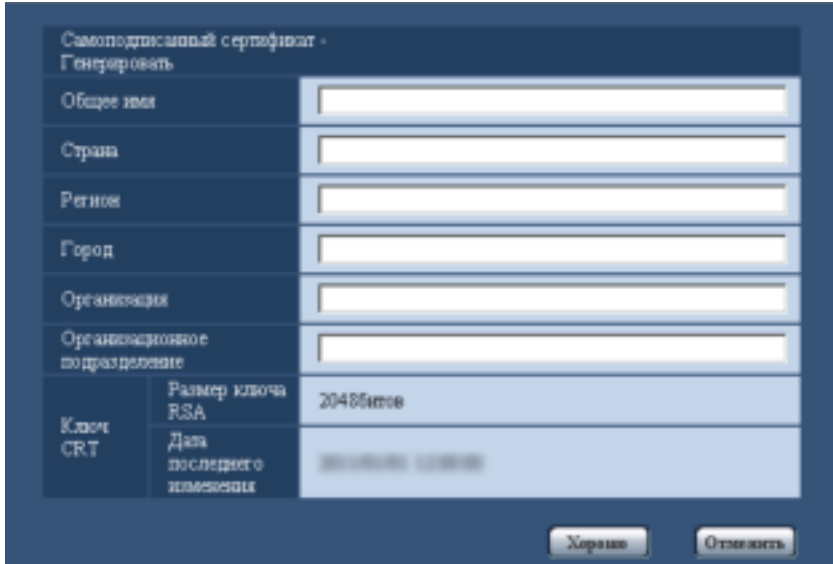 Самоподписанный сертификат -
Генерировать
Общее имя
Страна
Регион
Город
Организация
Организационное
подразделение
Ключ
CRT
Размер ключа
RSA
2048битов
Дата
последнего
изменения
Хорошо
Отменить